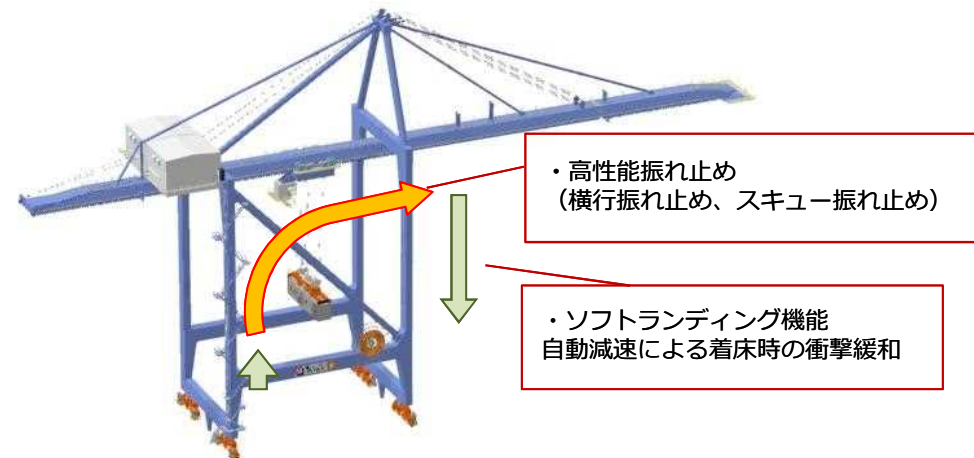 ・高性能振れ止め
（横行振れ止め、スキュー振れ止め）
・ソフトランディング機能
自動減速による着床時の衝撃緩和